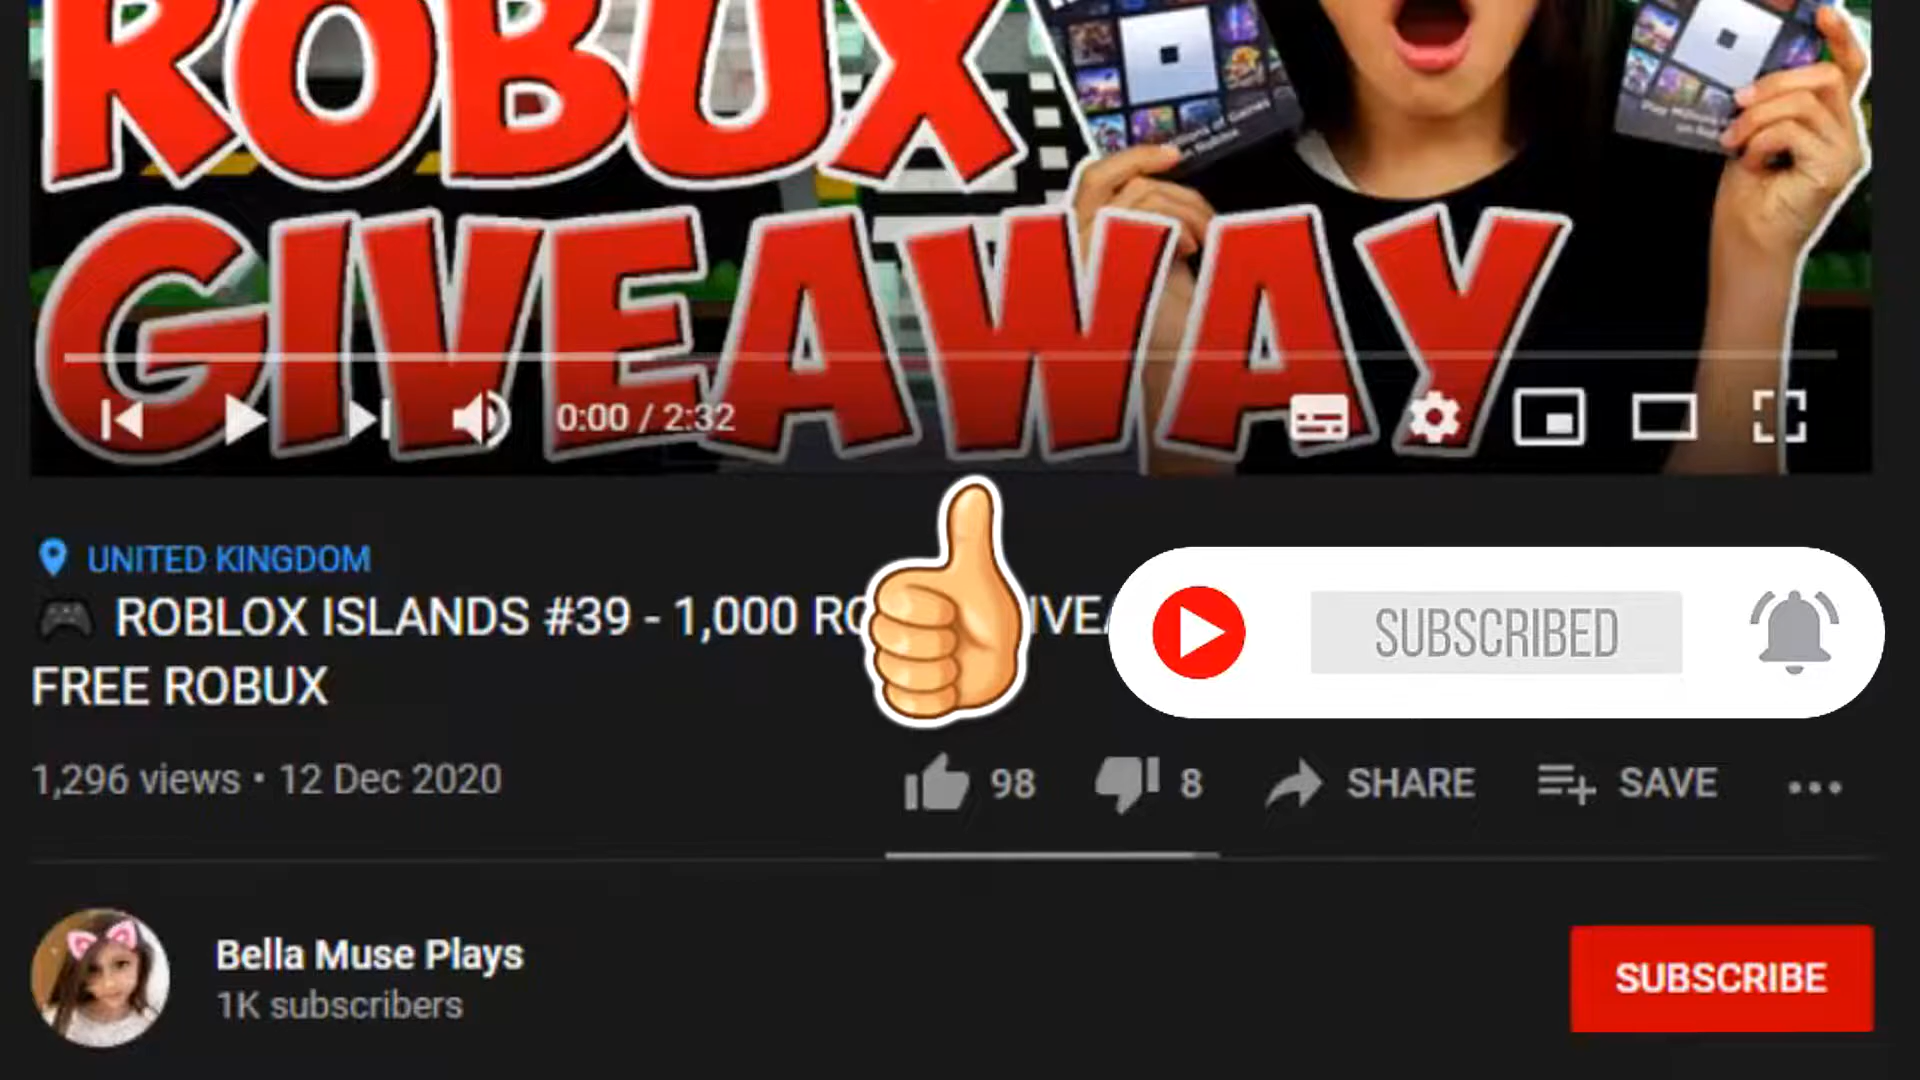 ROBUX
GIVEAWAY
0:00 / 2:32
UNITED KINGDOM
ROBLOX ISLANDS #39 - 1,000
FREE ROBUX
SUBSCRIBED
1,296 views • 12 Dec 2020
98
8
SHARE
SAVE
Bella Muse Plays
1K subscribers
SUBSCRIBE